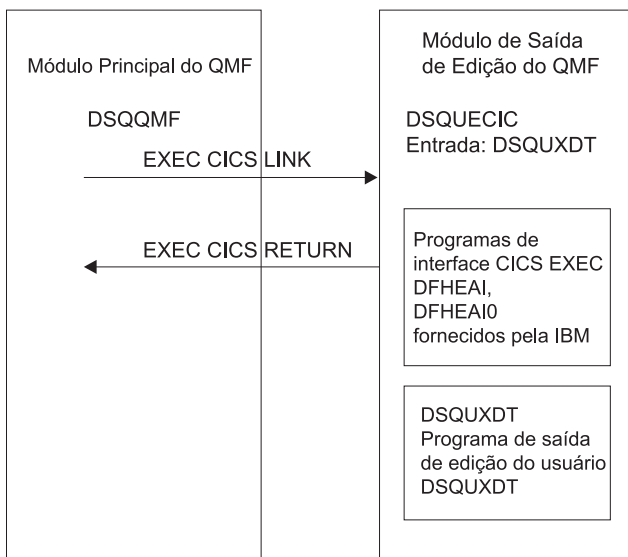 Módulo Principal do QMF
DSQQMF
EXEC CICS LINK
EXEC CICS RETURN
Módulo de Saída
de Edição do QMF
DSQUECIC
Entrada: DSQUXDT
Programas de
interface CICS EXEC
DFHEAI,
DFHEAI0
fornecidos pela IBM
DSQUXDT
Programa de saída
de edição do usuário
DSQUXDT